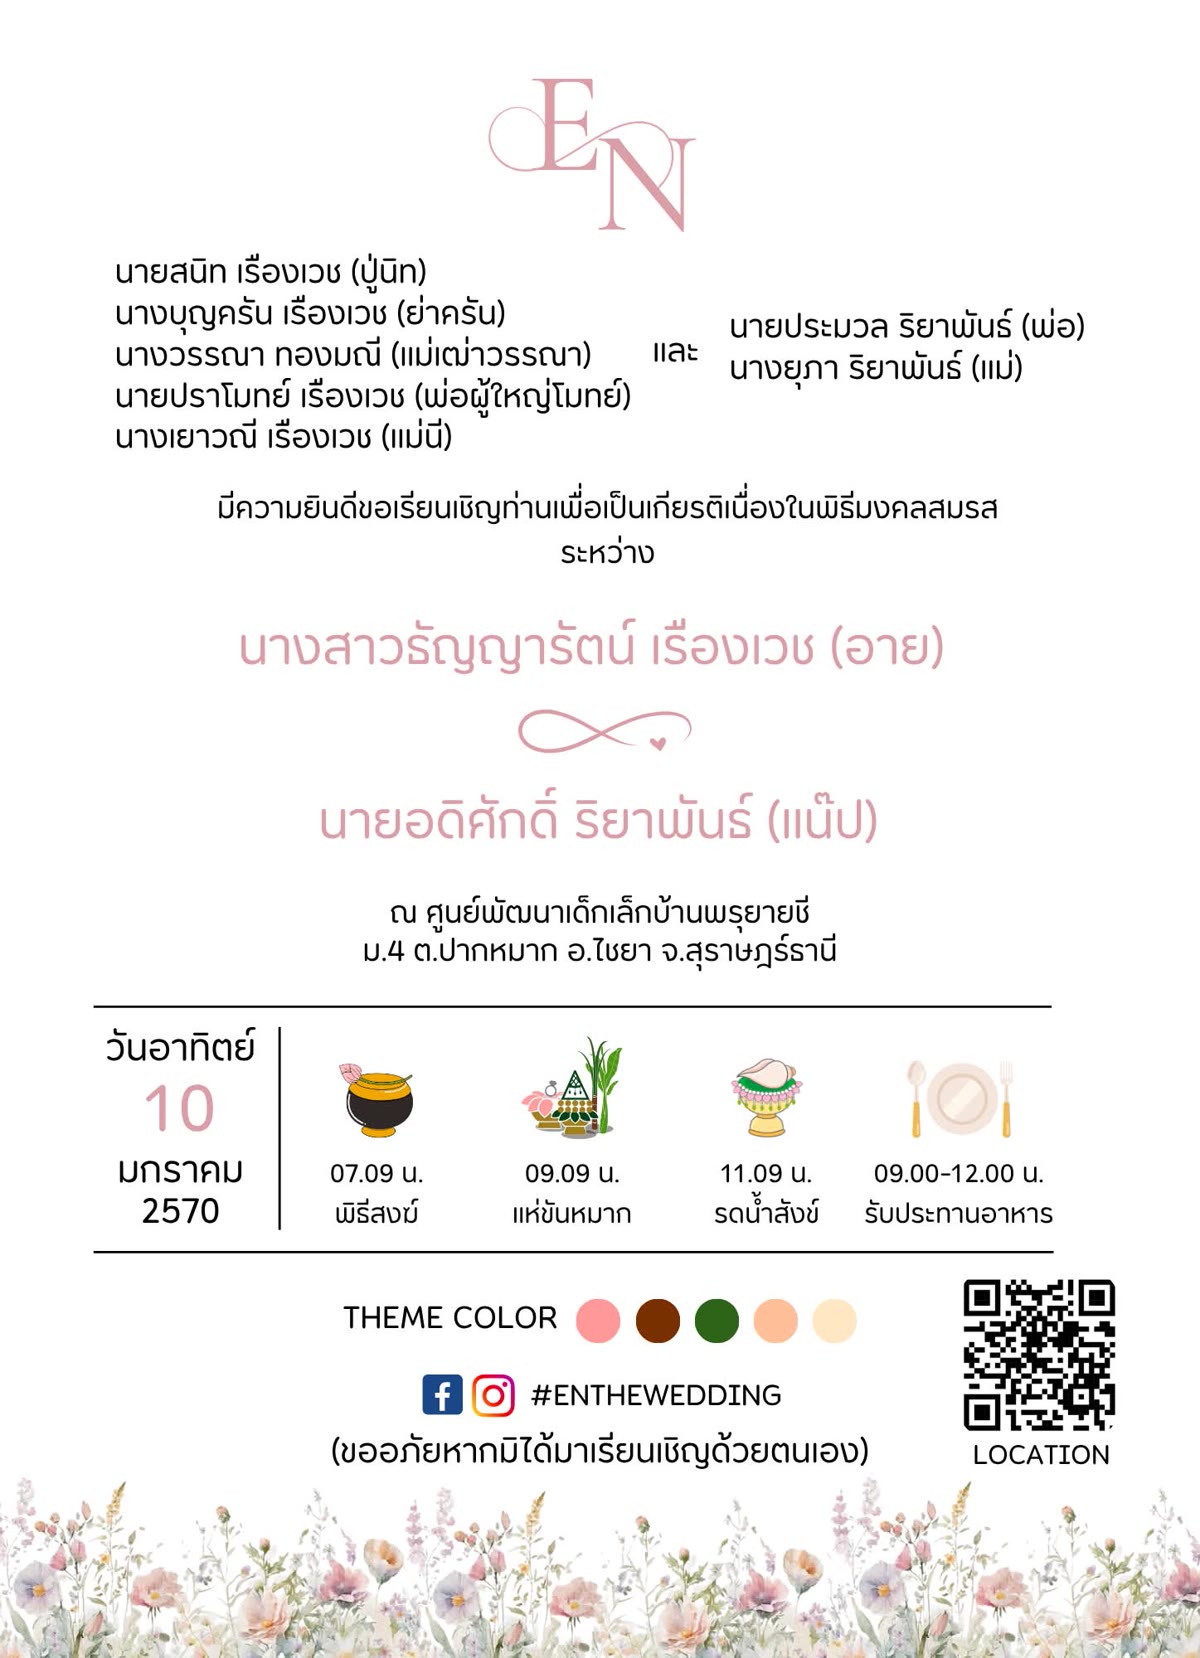 EN
นายสนิท เรืองเวช (ปู่นิท)
นางบุญครัน เรืองเวช (ย่าครัน)
นางวรรณา ทองมณี (แม่เฒ่าวรรณา)
นายปราโมทย์ เรืองเวช (พ่อผู้ใหญ่โมทย์)
นางเยาวณี เรืองเวช (แม่นี)
และ
นายประมวล ริยาพันธ์ (พ่อ)
นางยุภา ริยาพันธ์ (แม่)
มีความยินดีขอเรียนเชิญท่านเพื่อเป็นเกียรติเนื่องในพิธีมงคลสมรส
ระหว่าง
นางสาวธัญญารัตน์ เรืองเวช (อาย)
นายอดิศักดิ์ ริยาพันธ์ (แน๊ป)
ณ ศูนย์พัฒนาเด็กเล็กบ้านพรุยายชี
ม.4 ต.ปากหมาก อ.ไชยา จ.สุราษฎร์ธานี
วันอาทิตย์
10
มกราคม
2570
07.09 น.
พิธีสงฆ์
09.09 น.
แห่ขันหมาก
11.09 น.
รดน้ำสังข์
09.00-12.00 น.
รับประทานอาหาร
THEME COLOR
#ENTHEWEDDING
(ขออภัยหากมิได้มาเรียนเชิญด้วยตนเอง)
LOCATION